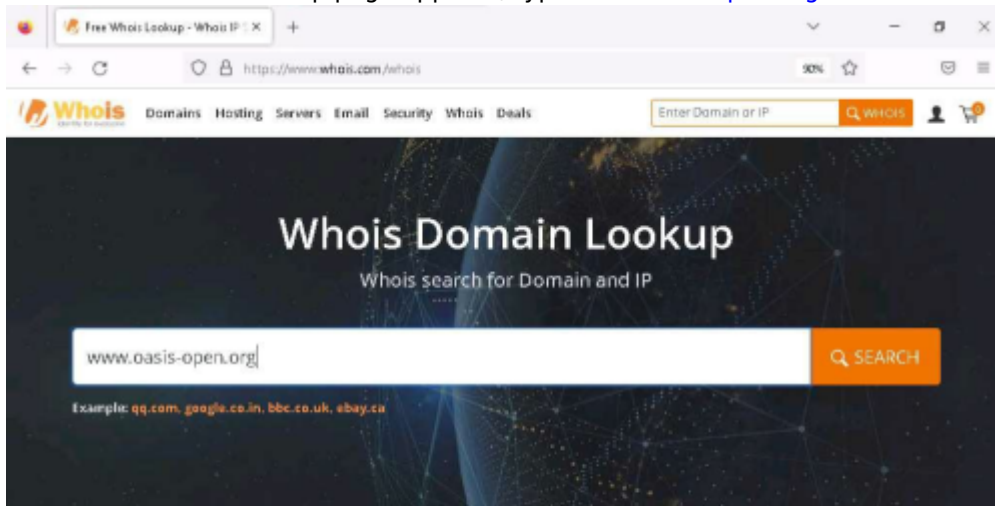 Free Whois Lookup - Whois IP
https://www.whois.com/whois
90%
Whois
Domains Hosting Servers Email Security Whois Deals
Enter Domain or IP
WHOIS
0
Whois Domain Lookup
Whois search for Domain and IP
www.oasis-open.org
SEARCH
Example: qq.com, google.co.in, bbc.co.uk, ebay.ca